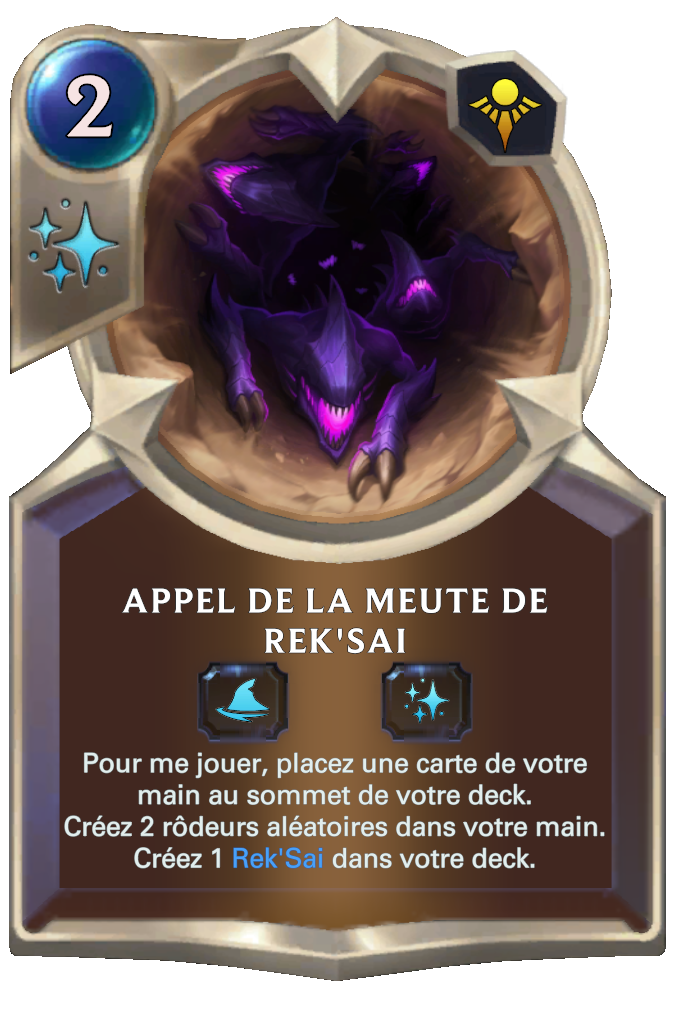 2
APPEL DE LA MEUTE DE
REK'SAI
Pour me jouer, placez une carte de votre
main au sommet de votre deck.
Créez 2 rôdeurs aléatoires dans votre main.
Créez 1 Rek'Sai dans votre deck.